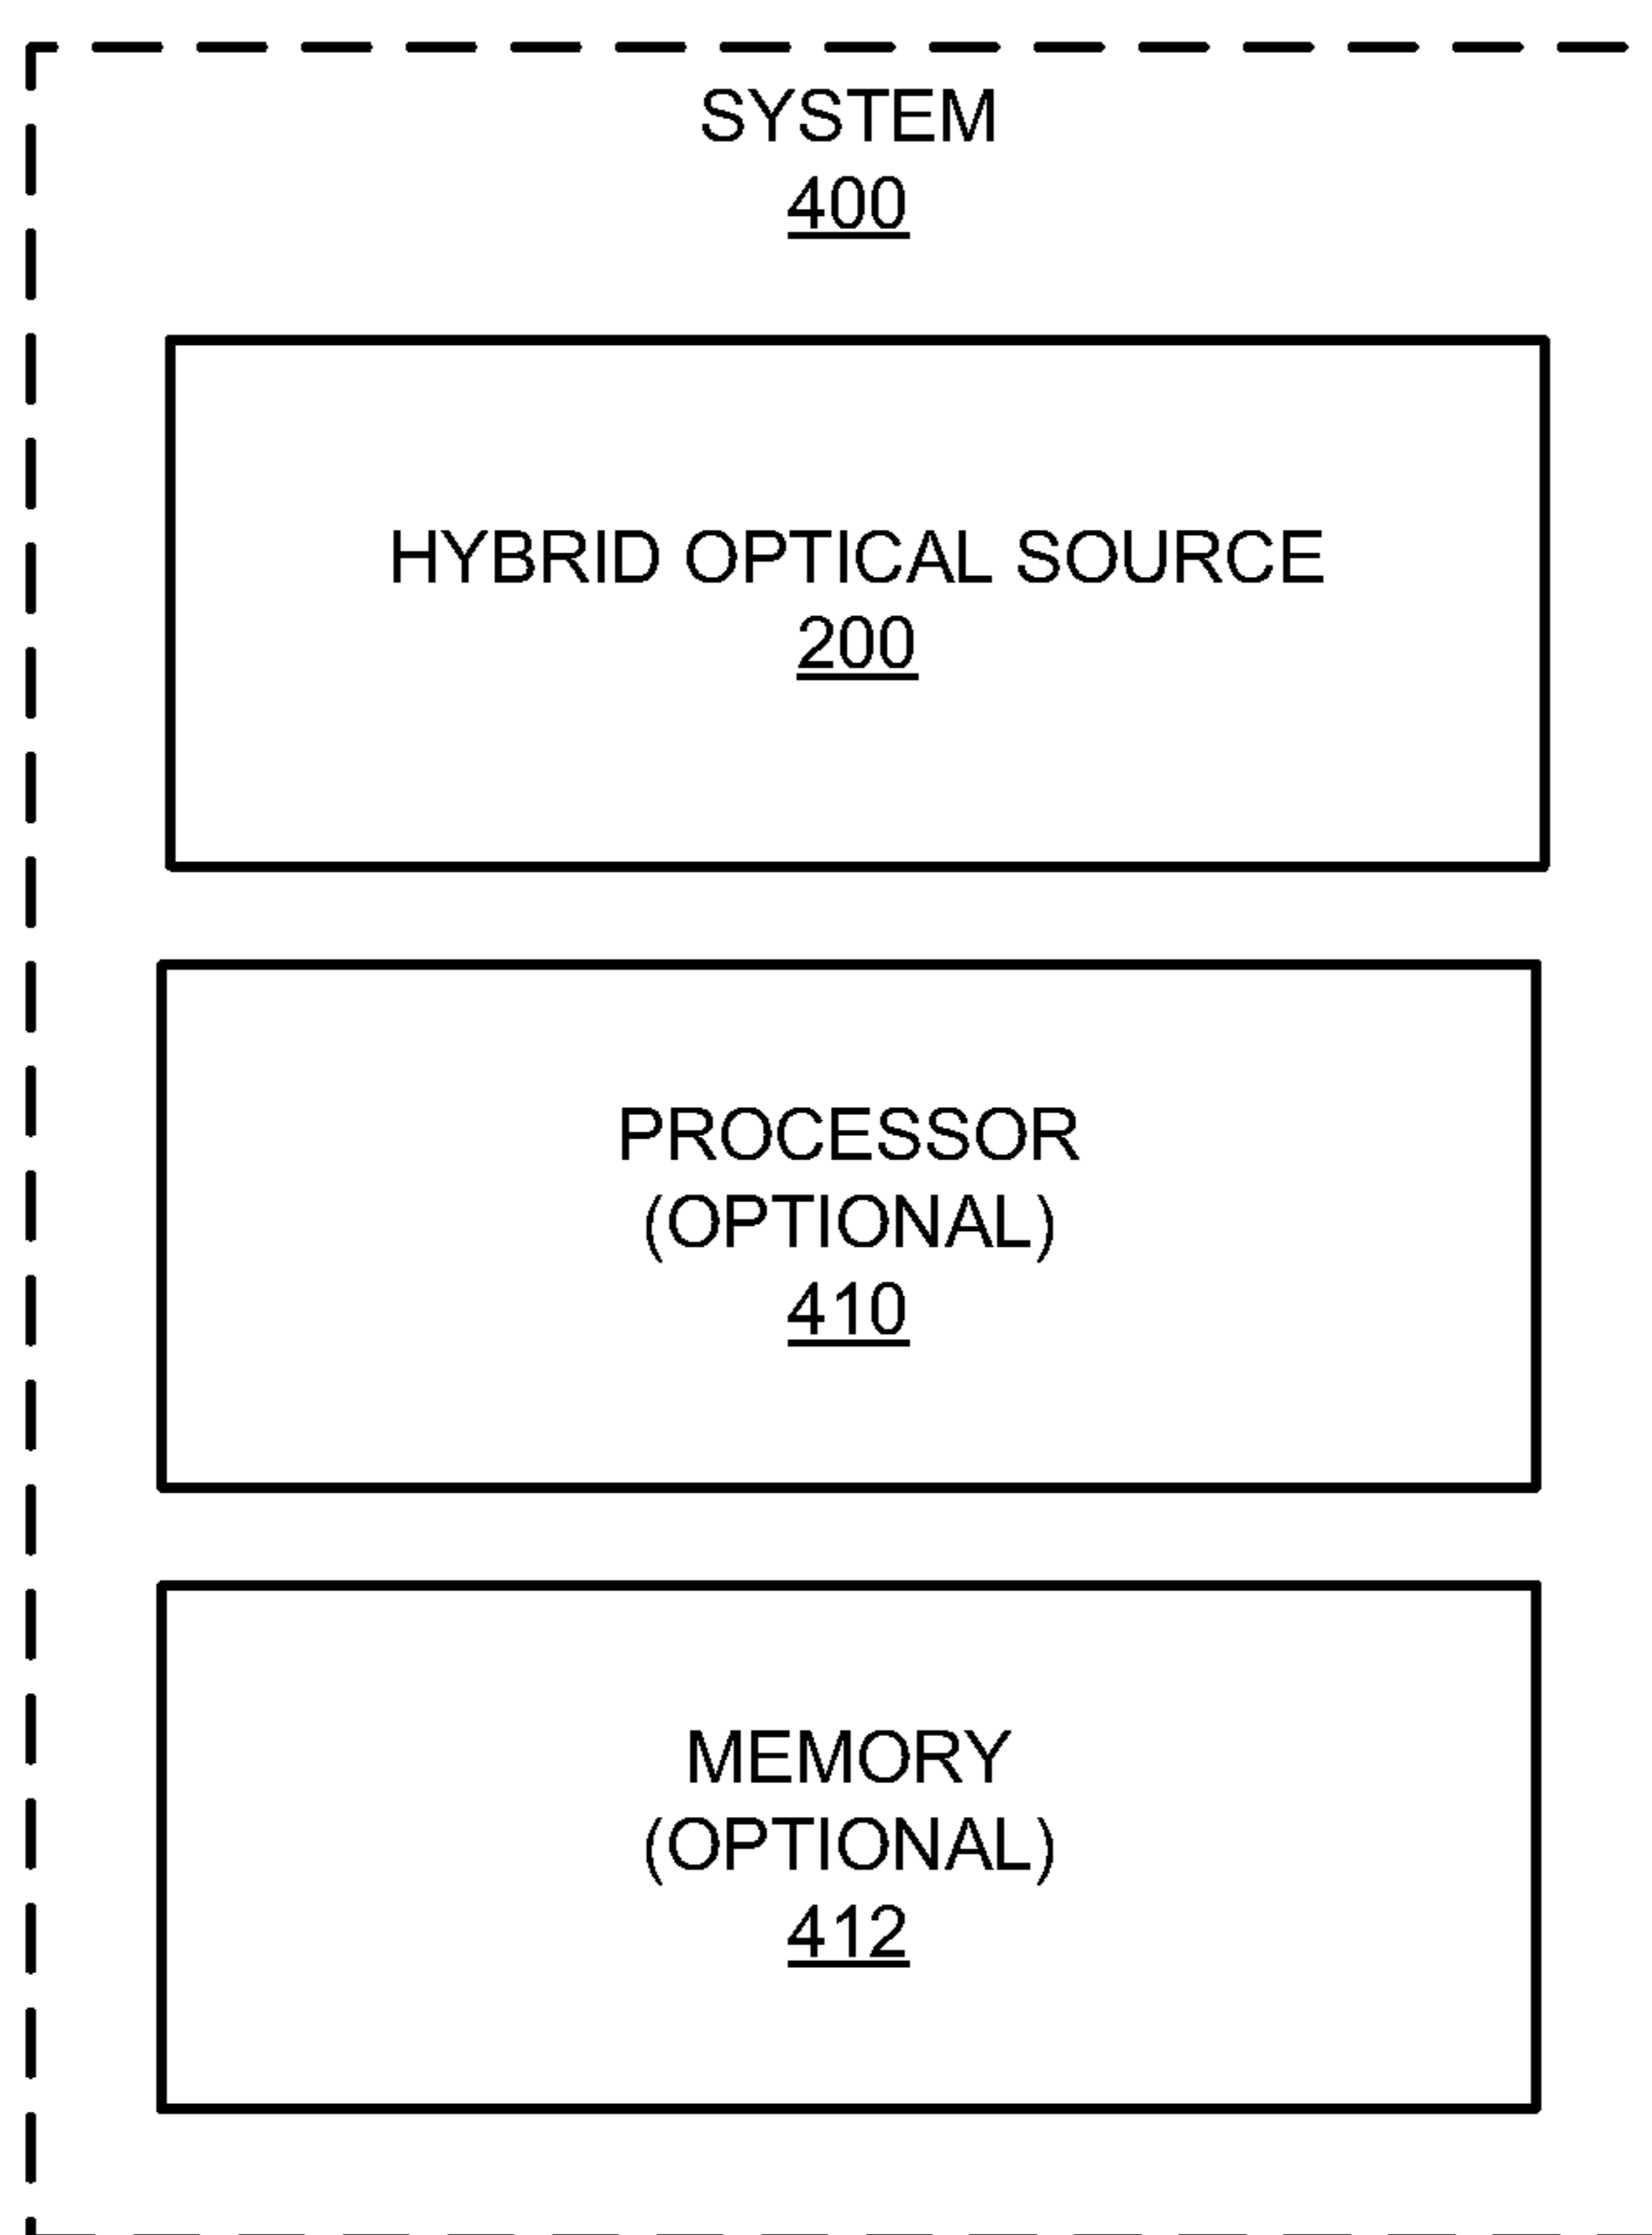 SYSTEM
400
HYBRID OPTICAL SOURCE
200
PROCESSOR
(OPTIONAL)
410
MEMORY
(OPTIONAL)
412